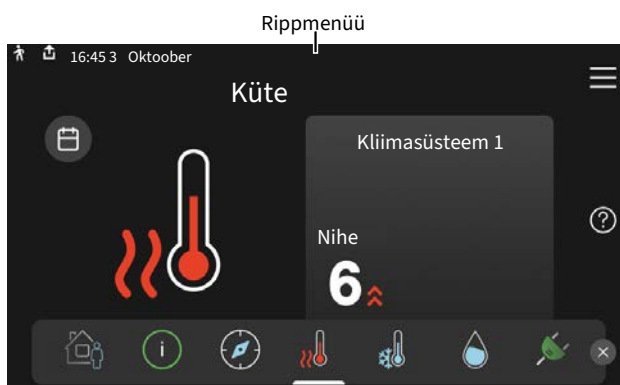 Rippmenüü
16:45 3 Oktoober
Küte
Kliimasüsteem 1
?
Nihe
6
i